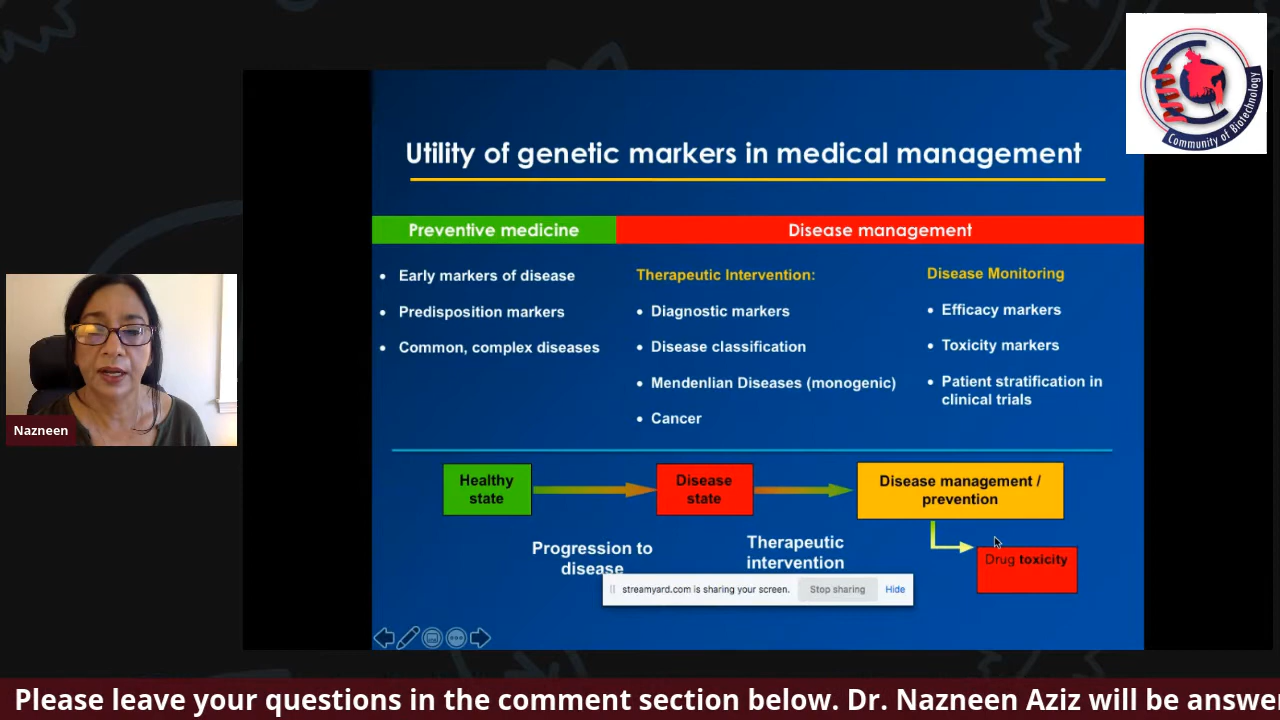 Community of Biotechnology
Utility of genetic markers in medical management
Preventive medicine
Disease management
• Early markers of disease
• Predisposition markers
• Common, complex diseases
Therapeutic Intervention:
• Diagnostic markers
• Disease classification
• Mendenlian Diseases (monogenic)
• Cancer
Disease Monitoring
• Efficacy markers
• Toxicity markers
• Patient stratification in
clinical trials
Nazneen
Healthy
state
Disease
state
Disease management /
prevention
Progression to
disease
Therapeutic
intervention
Drug toxicity
streamyard.com is sharing your screen.
Stop sharing
Hide
Please leave your questions in the comment section below. Dr. Nazneen Aziz will be answe